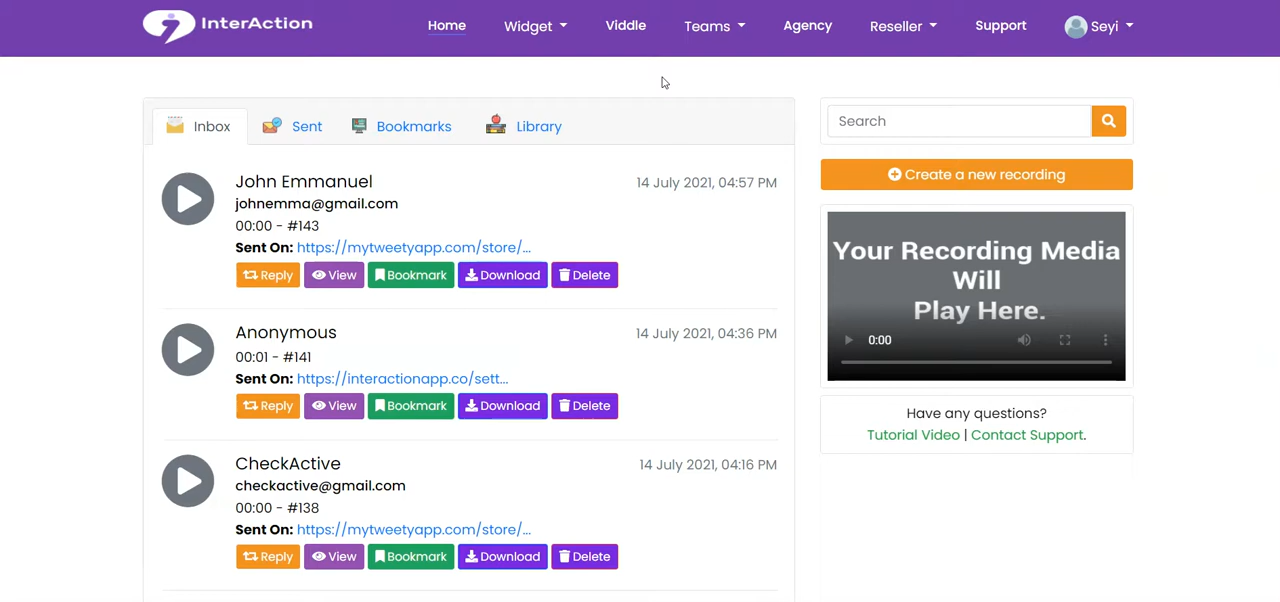 InterAction
Home
Widget
Viddle
Teams
Agency
Reseller
Support
Seyi
Inbox
Sent
Bookmarks
Library
John Emmanuel
14 July 2021, 04:57 PM
johnemma@gmail.com
00:00 - #143
Sent On: https://mytweetyapp.com/store/...
Reply
View
Bookmark
Download
Delete
Anonymous
14 July 2021, 04:36 PM
00:01 - #141
Sent On: https://interactionapp.co/sett...
Reply
View
Bookmark
Download
Delete
CheckActive
14 July 2021, 04:16 PM
checkactive@gmail.com
00:00 - #138
Sent On: https://mytweetyapp.com/store/...
Reply
View
Bookmark
Download
Delete
Search
Create a new recording
Your Recording Media
Will
Play Here.
0:00
Have any questions?
Tutorial Video | Contact Support.